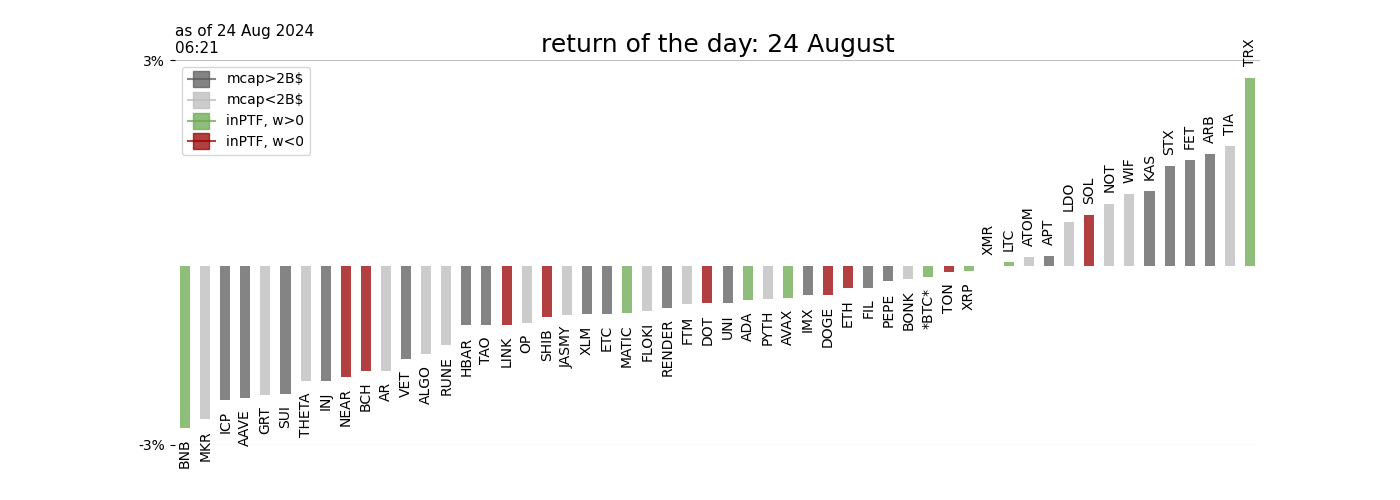 as of 24 Aug 2024
06:21
return of the day: 24 August
3%
mcap>2B$
mcap<2B$
inPTF, w>0
inPTF, w<0
-3%
BNB
MKR
ICP
AAVE
GRT
SUI
THETA
INJ
NEAR
BCH
AR
VET
ALGO
RUNE
HBAR
TAO
LINK
OP
SHIB
JASMY
XLM
ETC
MATIC
FLOKI
RENDER
FTM
DOT
UNI
ADA
PYTH
AVAX
IMX
DOGE
ETH
FIL
PEPE
BONK
*BTC*
TON
XRP
XMR
LTC
ATOM
APT
LDO
SOL
NOT
WIF
KAS
STX
FET
ARB
TIA
TRX